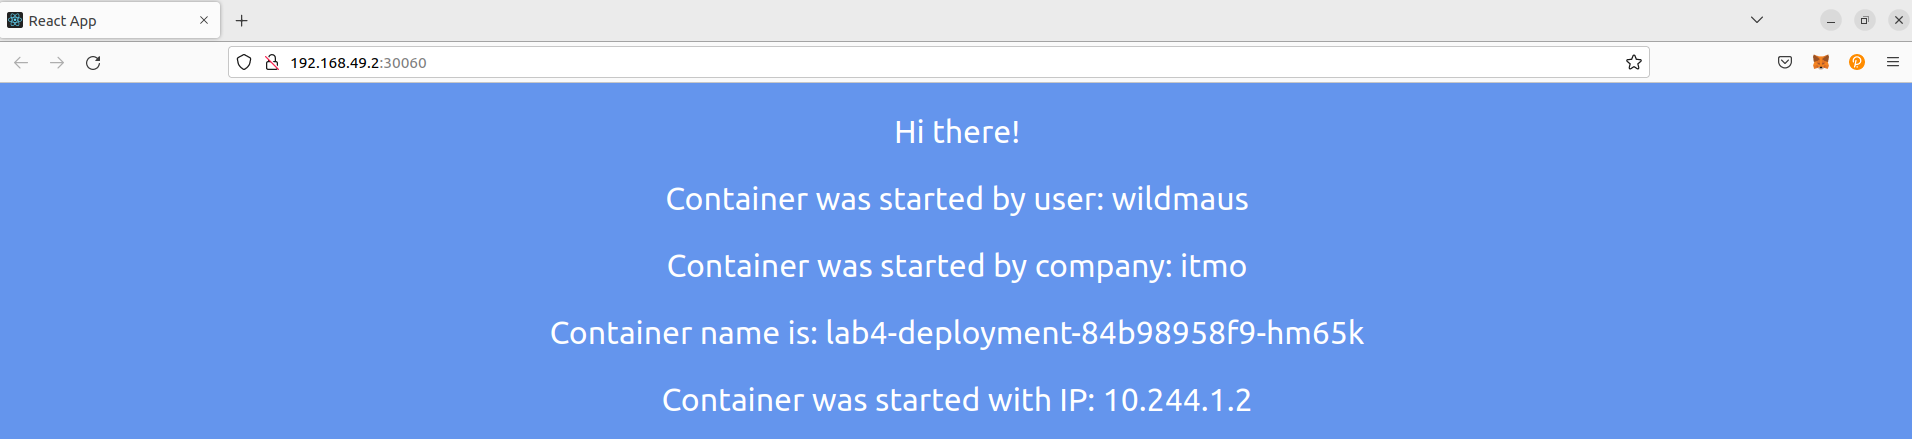 React App
192.168.49.2:30060
Hi there!
Container was started by user: wildmaus
Container was started by company: itmo
Container name is: lab4-deployment-84b98958f9-hm65k
Container was started with IP: 10.244.1.2